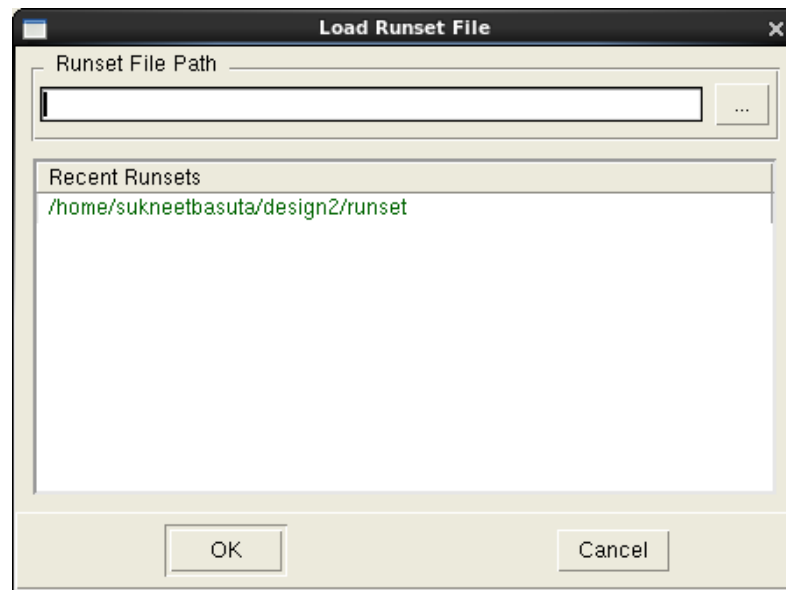 Load Runset File
Runset File Path
...
Recent Runsets
/home/sukneetbasuta/design2/runset
OK
Cancel